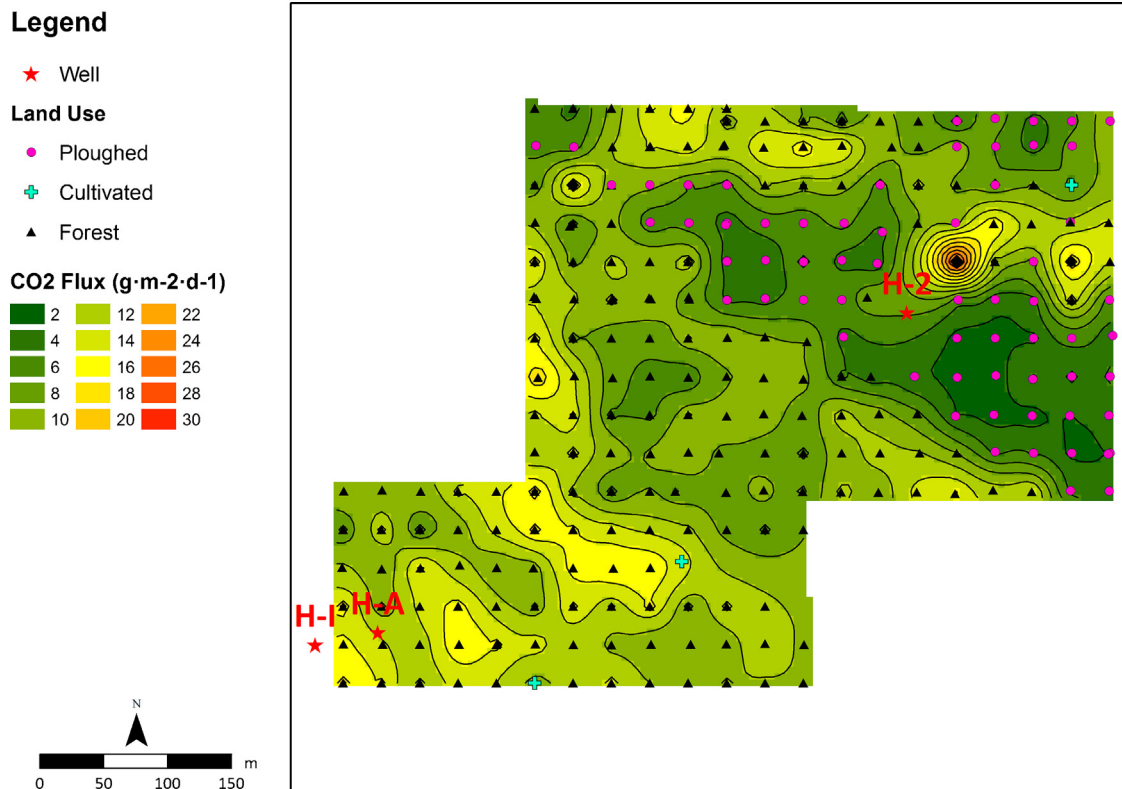 Legend
Well
Land Use
Ploughed
Cultivated
Forest
CO2 Flux (g·m-2·d-1)
2 12 22
4 14 24
6 16 26
8 18 28
10 20 30
H-2
H-I H-A
N
0 50 100 150 m